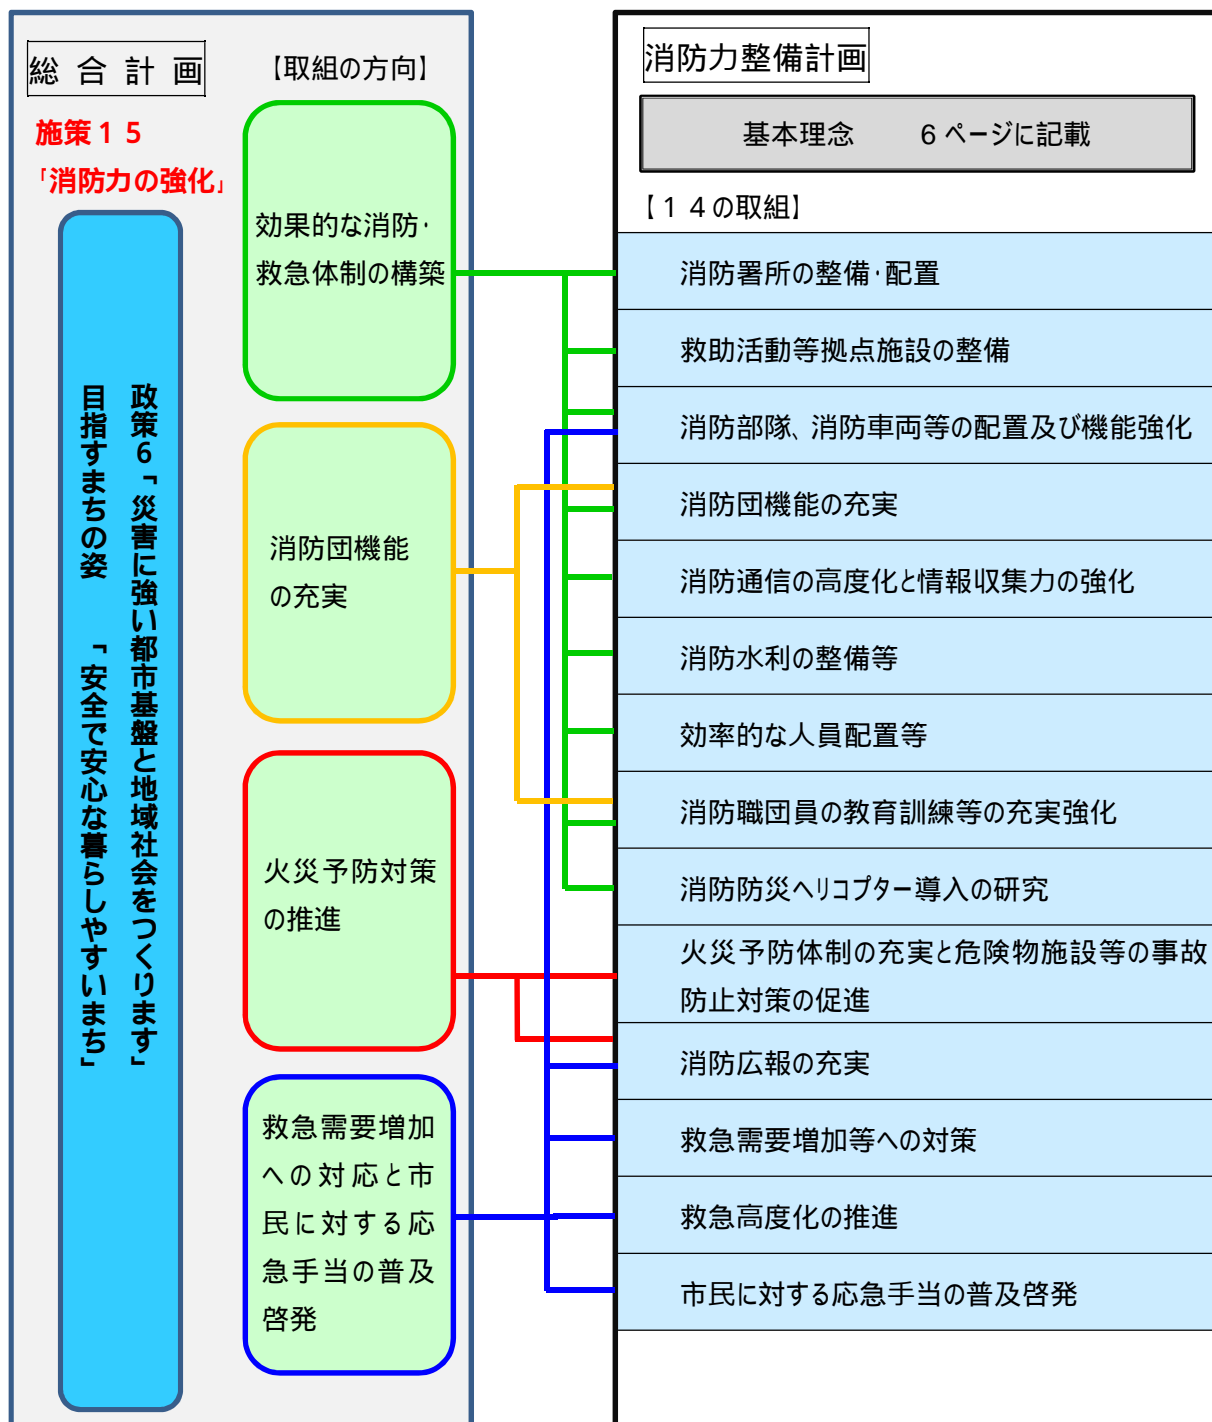 総合計画
【取組の方向】
施策１５
「消防力の強化」
政策６「災害に強い都市基盤と地域社会をつくります」
目指すまちの姿　「安全で安心な暮らしやすいまち」
効果的な消防・
救急体制の構築
消防団機能
の充実
火災予防対策
の推進
救急需要増加
への対応と市
民に対する応
急手当の普及
啓発
消防力整備計画
基本理念　６ページに記載
【１４の取組】
消防署所の整備・配置
救助活動等拠点施設の整備
消防部隊、消防車両等の配置及び機能強化
消防団機能の充実
消防通信の高度化と情報収集力の強化
消防水利の整備等
効率的な人員配置等
消防職団員の教育訓練等の充実強化
消防防災ヘリコプター導入の研究
火災予防体制の充実と危険物施設等の事故
防止対策の促進
消防広報の充実
救急需要増加等への対策
救急高度化の推進
市民に対する応急手当の普及啓発